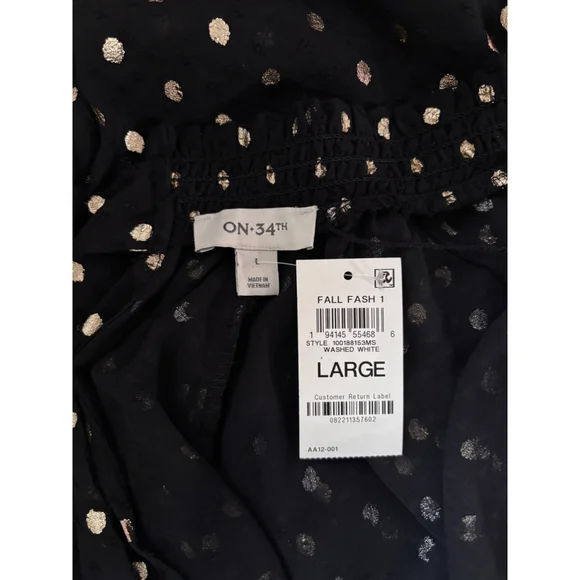 ON·34TH
L
MADE IN
VIETNAM
FALL FASH 1
1 94145 55468 6
STYLE 100188153MS
WASHED WHITE
LARGE
Customer Return Label
082211357602
AA12-001